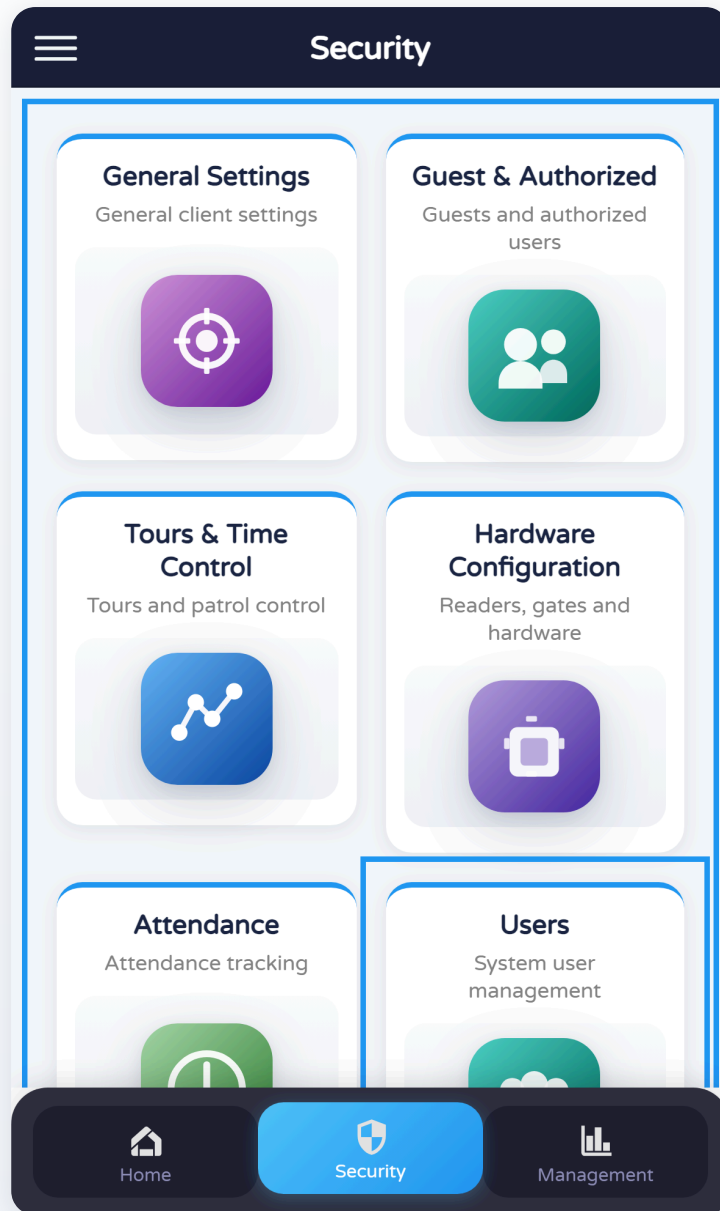 Security
General Settings
General client settings
Guest & Authorized
Guests and authorized
users
Tours & Time
Control
Tours and patrol control
Hardware
Configuration
Readers, gates and
hardware
Attendance
Attendance tracking
Users
System user
management
Home
Security
Management